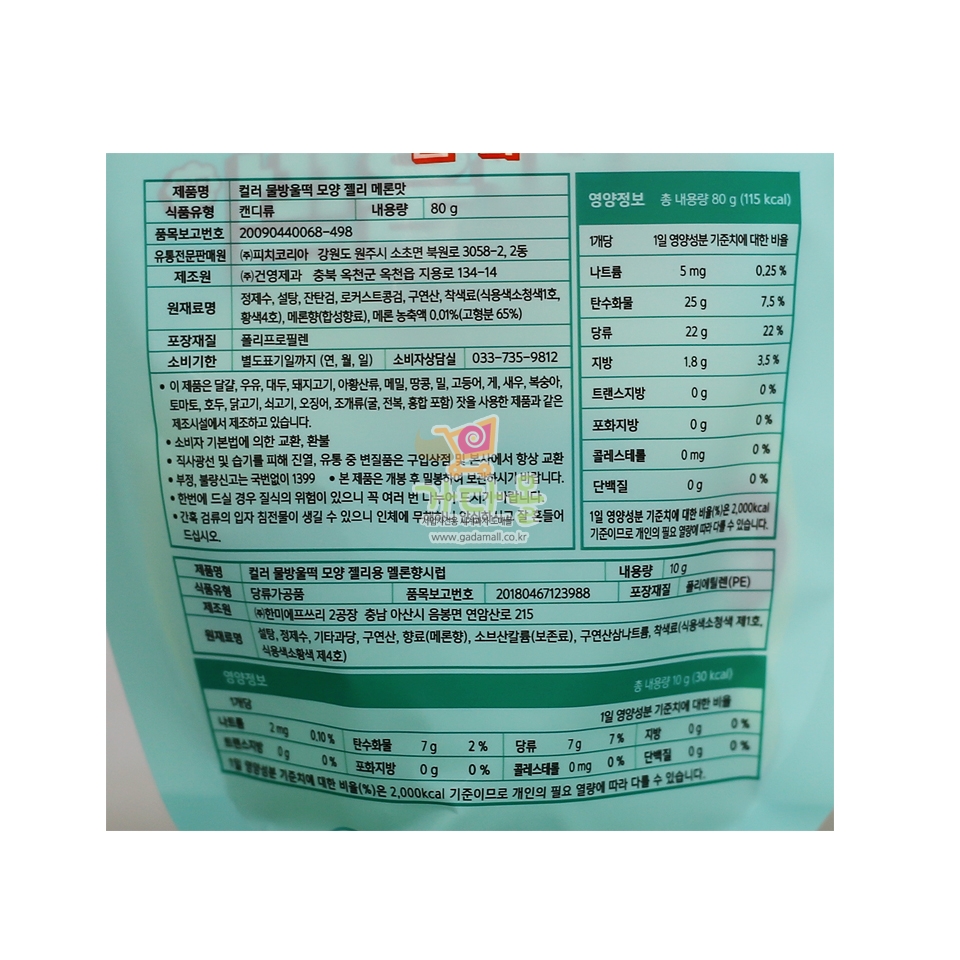 제품명 컬러 물방울떡 모양 젤리 메론맛
식품유형 캔디류 내용량 80 g
품목보고번호 20090440068-498
유통전문판매원 ㈜피치코리아 강원도 원주시 소초면 북원로 3058-2, 2동
제조원 ㈜건영제과 충북 옥천군 옥천읍 지용로 134-14
원재료명 정제수, 설탕, 잔탄검, 로커스트콩검, 구연산, 착색료(식용색소청색1호,
황색4호), 메론향(합성향료), 메론 농축액 0.01%(고형분 65%)
포장재질 폴리프로필렌
소비기한 별도표기일까지 (연, 월, 일) 소비자상담실 033-735-9812
• 이 제품은 달걀, 우유, 대두, 돼지고기, 아황산류, 메밀, 땅콩, 밀, 고등어, 게, 새우, 복숭아,
토마토, 호두, 닭고기, 쇠고기, 오징어, 조개류(굴, 전복, 홍합 포함) 잣을 사용한 제품과 같은
제조시설에서 제조하고 있습니다.
• 소비자 기본법에 의한 교환, 환불
• 직사광선 및 습기를 피해 진열, 유통 중 변질품은 구입상점 및 본사에서 항상 교환
• 부정, 불량신고는 국번없이 1399 • 본 제품은 개봉 후 밀봉하여 보관하시기 바랍니다.
• 한번에 드실 경우 질식의 위험이 있으니 꼭 여러 번 나누어 드시기 바랍니다.
• 간혹 검류의 입자 침전물이 생길 수 있으니 인체에 무해하니 안심하시고 잘 흔들어
드십시오.
www.gadamall.co.kr
영양정보 총 내용량 80 g (115 kcal)
1개당 1일 영양성분 기준치에 대한 비율
나트륨 5 mg 0.25 %
탄수화물 25 g 7.5 %
당류 22 g 22 %
지방 1.8 g 3.5 %
트랜스지방 0 g 0 %
포화지방 0 g 0 %
콜레스테롤 0 mg 0 %
단백질 0 g 0 %
1일 영양성분 기준치에 대한 비율(%)은 2,000kcal
기준이므로 개인의 필요 열량에 따라 다를 수 있습니다.
제품명 컬러 물방울떡 모양 젤리용 멜론향시럽 내용량 10 g
식품유형 당류가공품 품목보고번호 20180467123988 포장재질 폴리에틸렌(PE)
제조원 ㈜한미에프쓰리 2공장 충남 아산시 음봉면 연암산로 215
원재료명 설탕, 정제수, 기타과당, 구연산, 향료(메론향), 소브산칼륨(보존료), 구연산삼나트륨, 착색료(식용색소청색 제1호,
식용색소황색 제4호)
영양정보 총 내용량 10 g (30 kcal)
1개당 1일 영양성분 기준치에 대한 비율
나트륨 2 mg 0.10 % 탄수화물 7 g 2 % 당류 7 g 7 % 지방 0 g 0 %
트랜스지방 0 g 0 % 포화지방 0 g 0 % 콜레스테롤 0 mg 0 % 단백질 0 g 0 %
1일 영양성분 기준치에 대한 비율(%)은 2,000kcal 기준이므로 개인의 필요 열량에 따라 다를 수 있습니다.